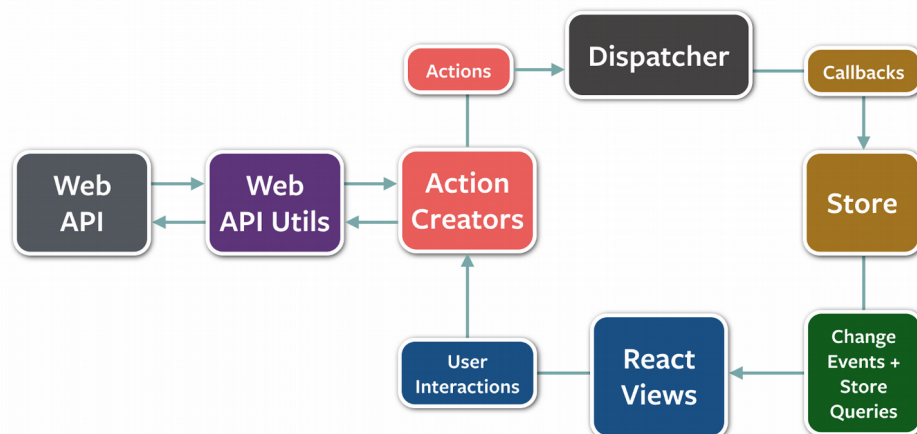 Actions
Dispatcher
Callbacks
Web
API
Web
API Utils
Action
Creators
Store
User
Interactions
React
Views
Change
Events +
Store
Queries